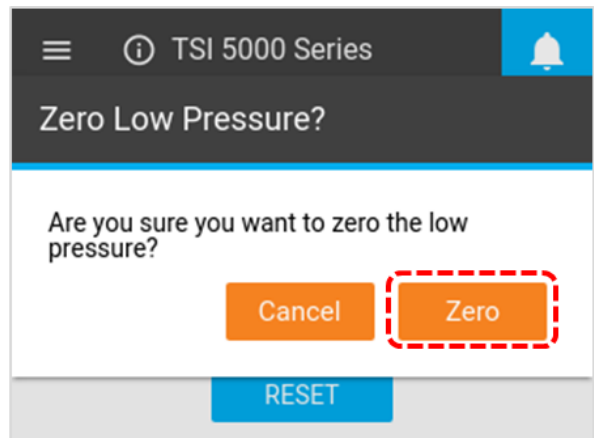 TSI 5000 Series
Zero Low Pressure?
Are you sure you want to zero the low
pressure?
Cancel Zero
RESET